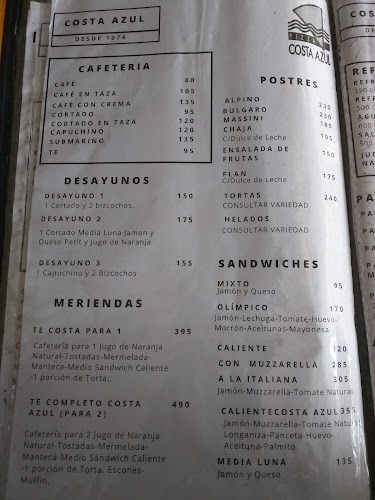 COSTA AZUL
DESDE 1974
CAFETERIA
CAFÉ 80
CAFÉ EN TAZA 105
CAFÉ CON CREMA 135
CORTADO 95
CORTADO EN TAZA 120
CAPUCHINO 120
SUBMARINO 135
TE 95
DESAYUNOS
DESAYUNO 1 150
1 Cortado y 2 bizcochos.
DESAYUNO 2 175
1 Cortado Media Luna Jamon y
Queso Petit y Jugo de Naranja
DESAYUNO 3 155
1 Capuchino y 2 Bizcochos
MERIENDAS
TE COSTA PARA 1 395
Cafetería para 1 Jugo de Naranja
Natural-Tostadas-Mermelada-
Manteca-Medio Sándwich Caliente
-1 porción de Torta..
TE COMPLETO COSTA 490
AZUL (PARA 2)
Cafetería para 2 Jugo de Naranja
Natural-Tostadas-Mermelada-
Manteca-Medio Sándwich Caliente
-1 porción de Torta. Escones-
Muffin.
COSTA AZUL
POSTRES
ALPINO 230
BULGARO 230
MASSINI 185
CHAJA 195
C/Dulce de Leche
ENSALADA DE 150
FRUTAS
FLAN 175
C/Dulce de Leche
TORTAS 240
CONSULTAR VARIEDAD
HELADOS
CONSULTAR VARIEDAD
SANDWICHES
MIXTO 95
Jamón y Queso
OLÍMPICO 170
Jamón-Lechuga-Tomate-Huevo-
Morrón-Aceitunas-Mayonesa
CALIENTE 220
CON MUZZARELLA 285
A LA ITALIANA 305
Jamón-Muzzarella-Tomate Natural
CALIENTECOSTA AZUL 355
Jamón-Muzzarella-Tomate Natural
Longaniza-Panceta-Huevo-
Aceituna-Palmito.
MEDIA LUNA 135
Jamón y Queso
COS